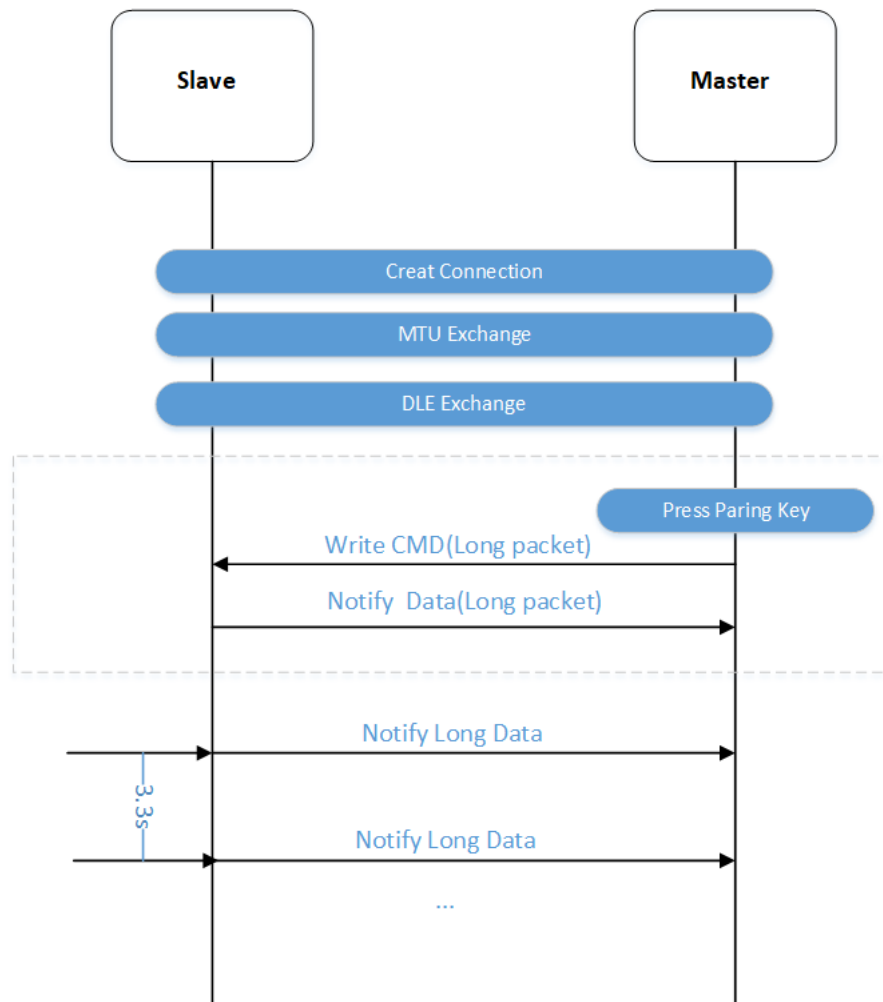 Slave
Master
Creat Connection
MTU Exchange
DLE Exchange
Press Paring Key
Write CMD(Long packet)
Notify Data(Long packet)
Notify Long Data
3.3s
Notify Long Data
...